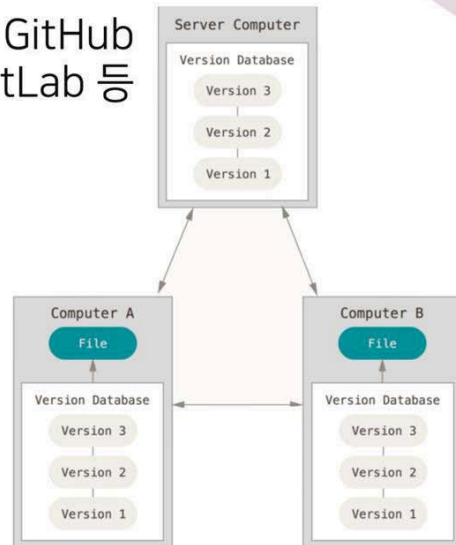 GitHub
tLab 등
Server Computer
Version Database
Version 3
Version 2
Version 1
Computer A
File
Version Database
Version 3
Version 2
Version 1
Computer B
File
Version Database
Version 3
Version 2
Version 1